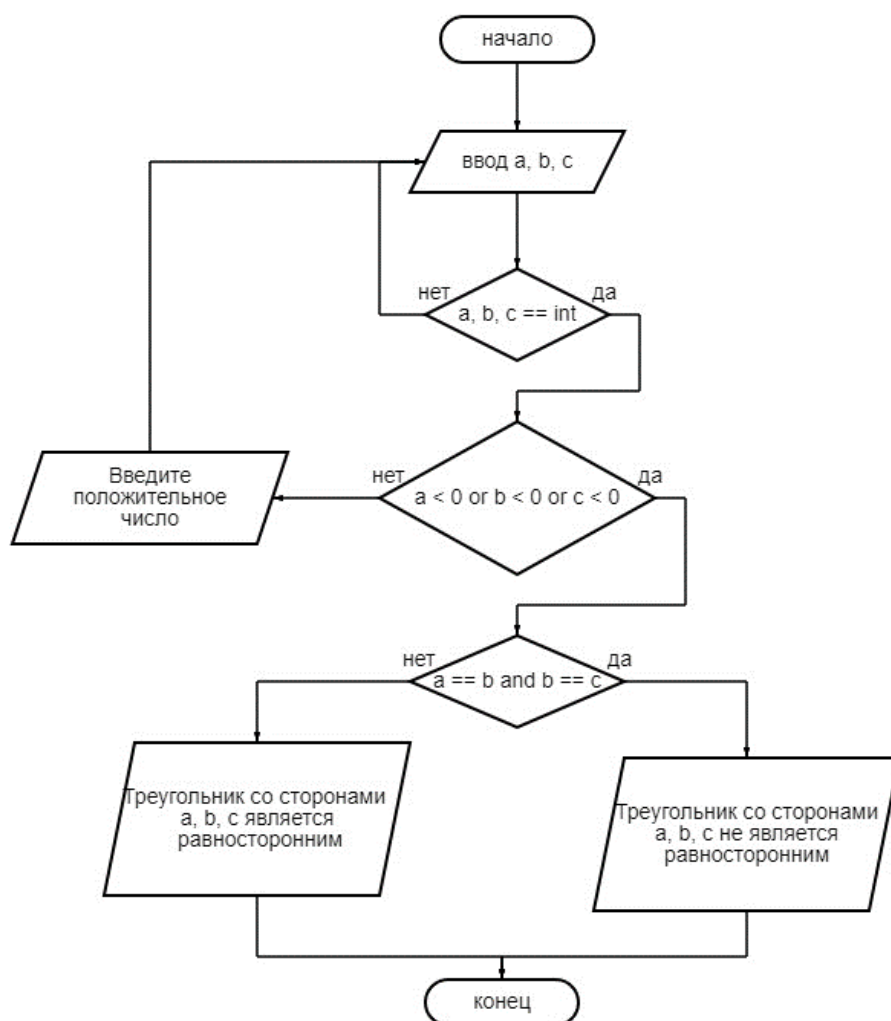 начало
ввод a, b, c
нет
да
a, b, c == int
нет
да
a < 0 or b < 0 or c < 0
Введите
положительное
число
нет
да
a == b and b == c
Треугольник со сторонами
a, b, c является
равносторонним
Треугольник со сторонами
a, b, c не является
равносторонним
конец